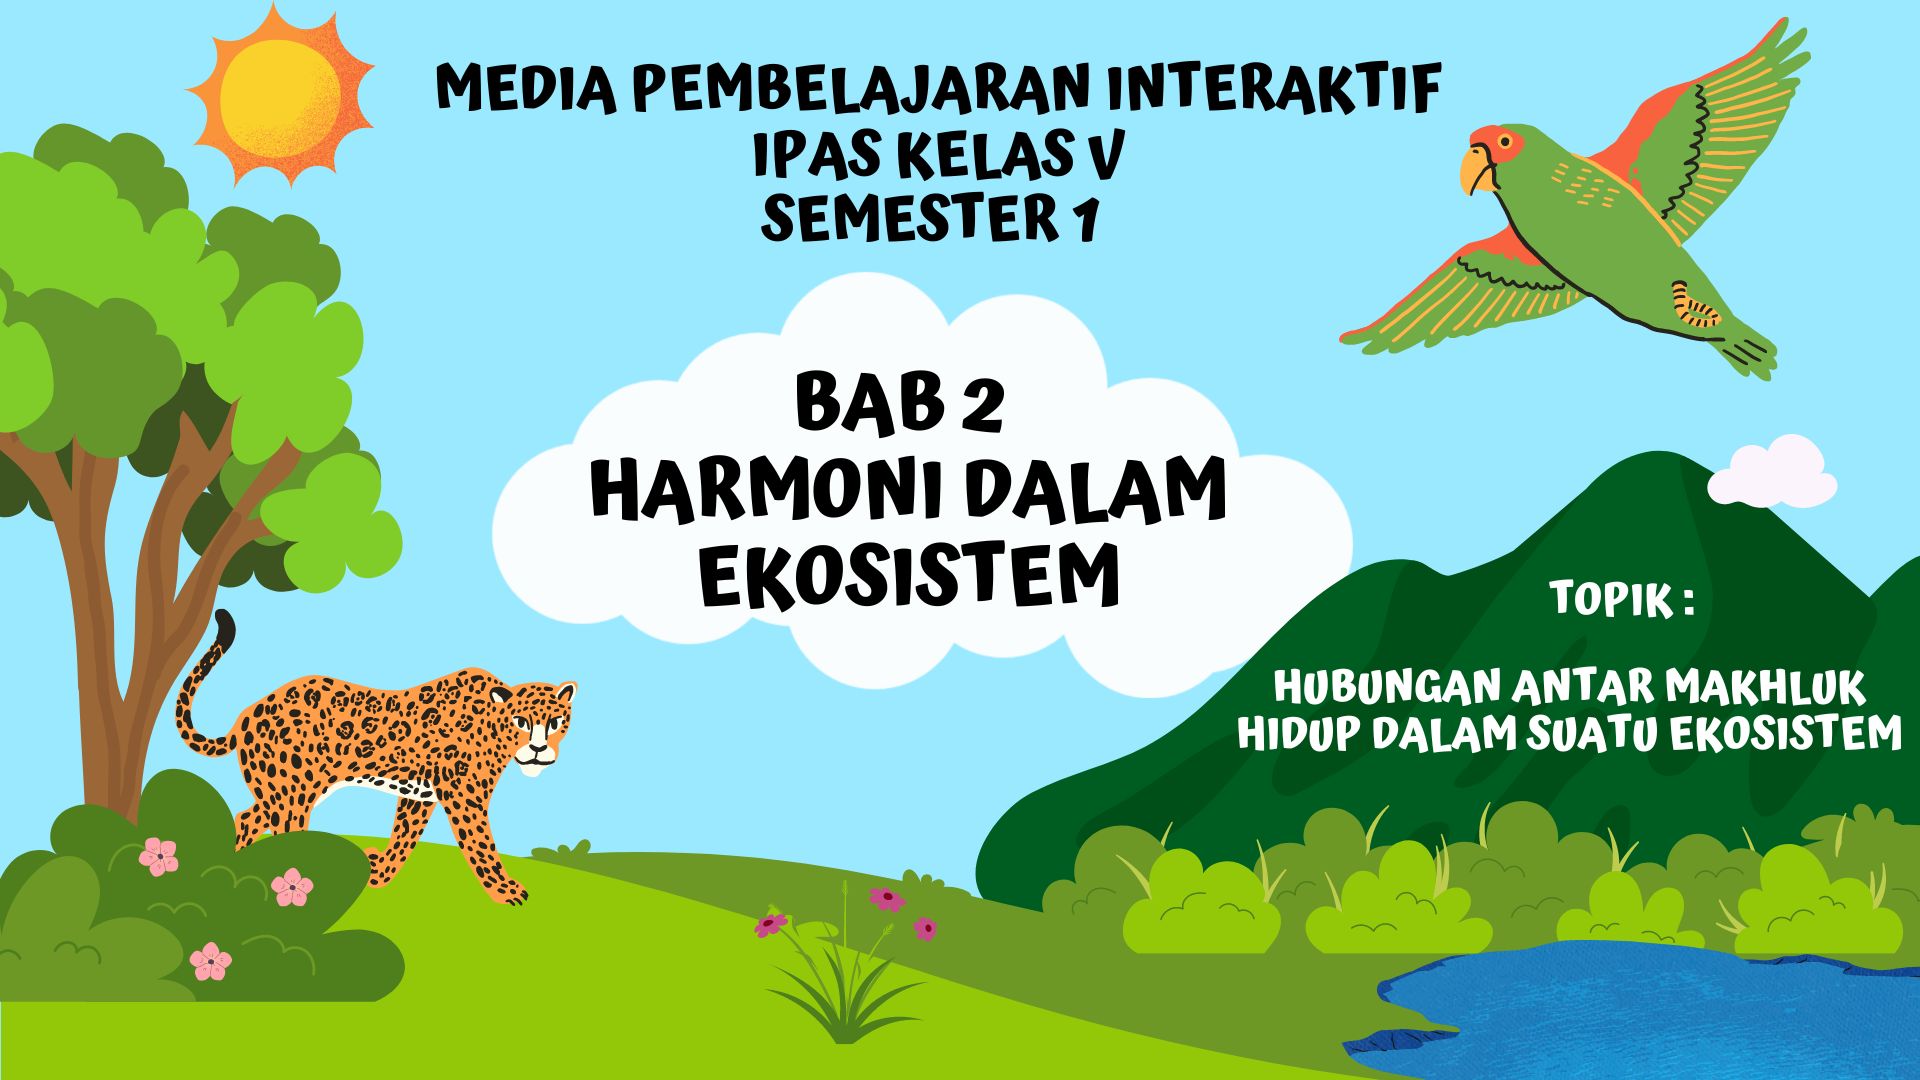 MEDIA PEMBELAJARAN INTERAKTIF
IPAS KELAS V
SEMESTER 1
BAB 2
HARMONI DALAM
EKOSISTEM
TOPIK :
HUBUNGAN ANTAR MAKHLUK
HIDUP DALAM SUATU EKOSISTEM